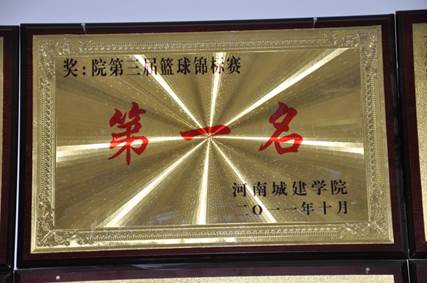 奖：院第三届篮球锦标赛
第一名
河南城建学院
二〇一一年十月